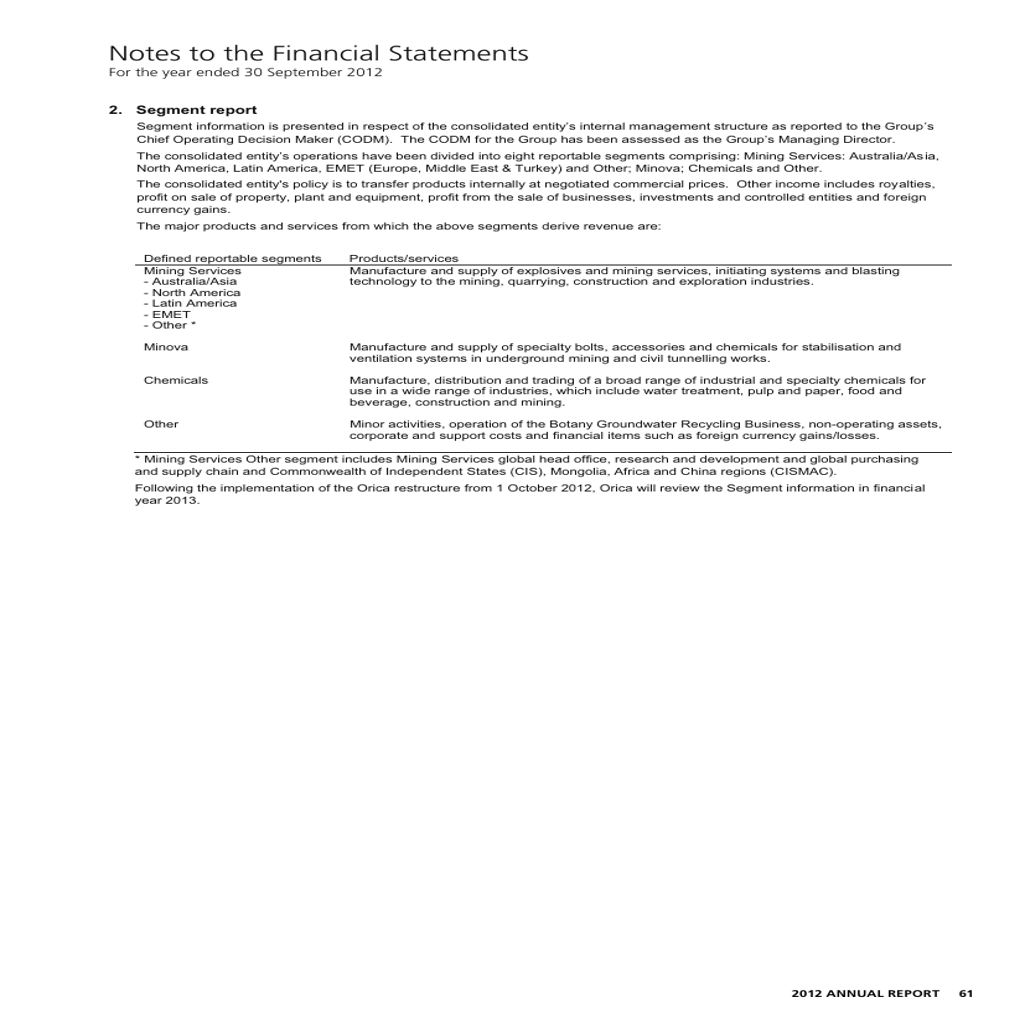 Notes to the Financial Statements
For the year ended 30 September 2012
2. Segment report
Segment information is presented in respect of the consolidated entity's internal management structure as reported to the Group's
Chief Operating Decision Maker (CODM). The CODM for the Group has been assessed as the Group's Managing Director.
The consolidated entity's operations have been divided into eight reportable segments comprising: Mining Services: Australia/Asia,
North America, Latin America, EMET (Europe, Middle East & Turkey) and Other; Minova; Chemicals and Other.
The consolidated entity's policy is to transfer products internally at negotiated commercial prices. Other income includes royalties,
profit on sale of property, plant and equipment, profit from the sale of businesses, investments and controlled entities and foreign
currency gains.
The major products and services from which the above segments derive revenue are:
Defined reportable segments Products/services
Mining Services Manufacture and supply of explosives and mining services, initiating systems and blasting
- Australia/Asia technology to the mining, quarrying, construction and exploration industries.
- North America
- Latin America
- EMET
- Other *
Minova Manufacture and supply of specialty bolts, accessories and chemicals for stabilisation and
ventilation systems in underground mining and civil tunnelling works.
Chemicals Manufacture, distribution and trading of a broad range of industrial and specialty chemicals for
use in a wide range of industries, which include water treatment, pulp and paper, food and
beverage, construction and mining.
Other Minor activities, operation of the Botany Groundwater Recycling Business, non-operating assets,
corporate and support costs and financial items such as foreign currency gains/losses.
* Mining Services Other segment includes Mining Services global head office, research and development and global purchasing
and supply chain and Commonwealth of Independent States (CIS), Mongolia, Africa and China regions (CISMAC).
Following the implementation of the Orica restructure from 1 October 2012, Orica will review the Segment information in financial
year 2013.
2012 ANNUAL REPORT 61